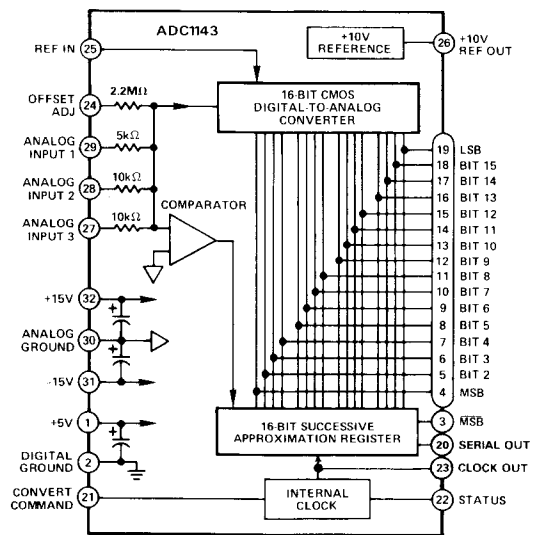 ADC1143
REF IN
25
+10V
REFERENCE
26
+10V
REF OUT
OFFSET
ADJ
24
2.2MΩ
16-BIT CMOS
DIGITAL-TO-ANALOG
CONVERTER
ANALOG
INPUT 1
29
5kΩ
ANALOG
INPUT 2
28
10kΩ
ANALOG
INPUT 3
27
10kΩ
COMPARATOR
19 LSB
18 BIT 15
17 BIT 14
16 BIT 13
15 BIT 12
14 BIT 11
13 BIT 10
12 BIT 9
11 BIT 8
10 BIT 7
9 BIT 6
8 BIT 5
7 BIT 4
6 BIT 3
5 BIT 2
4 MSB
+15V
32
+
ANALOG
GROUND
30
+
-15V
31
+5V
1
+
DIGITAL
GROUND
2
16-BIT SUCCESSIVE
APPROXIMATION REGISTER
3 M̅S̅B̅
20 SERIAL OUT
23 CLOCK OUT
CONVERT
COMMAND
21
INTERNAL
CLOCK
22 STATUS